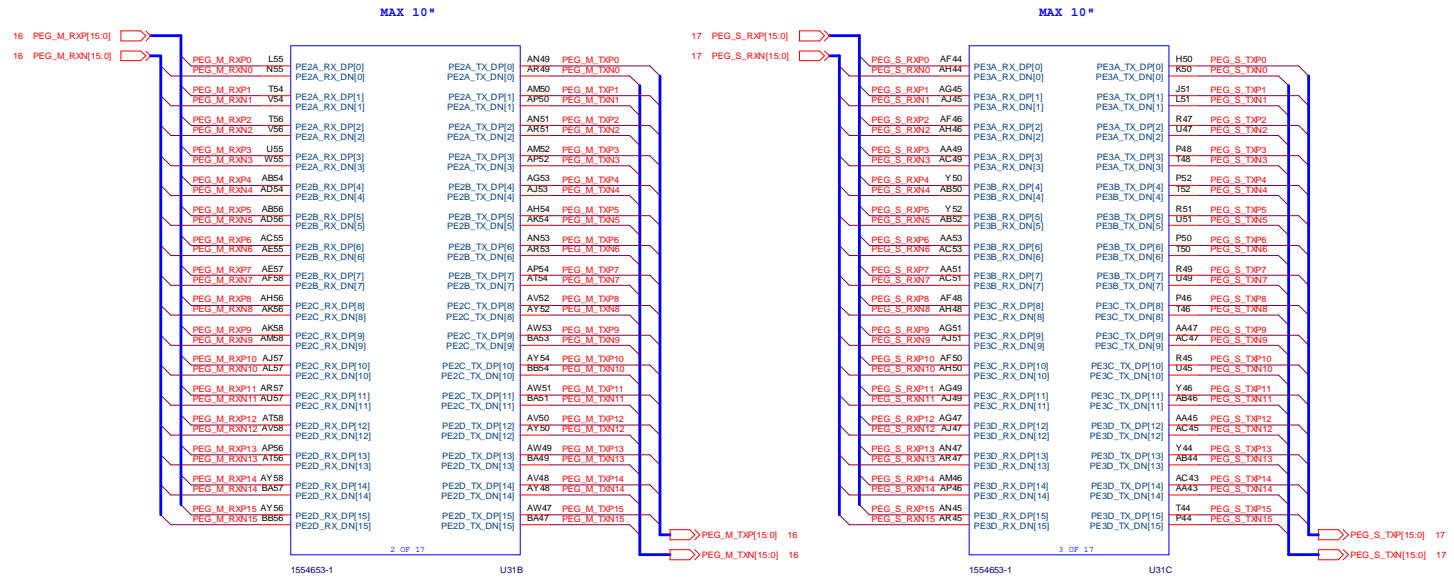 MAX 10"
16 PEG_M_RXP[15:0]
16 PEG_M_RXN[15:0]
PEG_M_RXP0 L55 PE2A_RX_DP[0] PE2A_TX_DP[0] AN49 PEG_M_TXP0
PEG_M_RXN0 N55 PE2A_RX_DN[0] PE2A_TX_DN[0] AR49 PEG_M_TXN0
PEG_M_RXP1 T54 PE2A_RX_DP[1] PE2A_TX_DP[1] AM50 PEG_M_TXP1
PEG_M_RXN1 V54 PE2A_RX_DN[1] PE2A_TX_DN[1] AP50 PEG_M_TXN1
PEG_M_RXP2 T56 PE2A_RX_DP[2] PE2A_TX_DP[2] AN51 PEG_M_TXP2
PEG_M_RXN2 V56 PE2A_RX_DN[2] PE2A_TX_DN[2] AR51 PEG_M_TXN2
PEG_M_RXP3 U55 PE2A_RX_DP[3] PE2A_TX_DP[3] AM52 PEG_M_TXP3
PEG_M_RXN3 W55 PE2A_RX_DN[3] PE2A_TX_DN[3] AP52 PEG_M_TXN3
PEG_M_RXP4 AB54 PE2B_RX_DP[4] PE2B_TX_DP[4] AG53 PEG_M_TXP4
PEG_M_RXN4 AD54 PE2B_RX_DN[4] PE2B_TX_DN[4] AJ53 PEG_M_TXN4
PEG_M_RXP5 AB56 PE2B_RX_DP[5] PE2B_TX_DP[5] AH54 PEG_M_TXP5
PEG_M_RXN5 AD56 PE2B_RX_DN[5] PE2B_TX_DN[5] AK54 PEG_M_TXN5
PEG_M_RXP6 AC55 PE2B_RX_DP[6] PE2B_TX_DP[6] AN53 PEG_M_TXP6
PEG_M_RXN6 AE55 PE2B_RX_DN[6] PE2B_TX_DN[6] AR53 PEG_M_TXN6
PEG_M_RXP7 AE57 PE2B_RX_DP[7] PE2B_TX_DP[7] AP54 PEG_M_TXP7
PEG_M_RXN7 AF58 PE2B_RX_DN[7] PE2B_TX_DN[7] AT54 PEG_M_TXN7
PEG_M_RXP8 AH56 PE2C_RX_DP[8] PE2C_TX_DP[8] AV52 PEG_M_TXP8
PEG_M_RXN8 AK56 PE2C_RX_DN[8] PE2C_TX_DN[8] AY52 PEG_M_TXN8
PEG_M_RXP9 AK58 PE2C_RX_DP[9] PE2C_TX_DP[9] AW53 PEG_M_TXP9
PEG_M_RXN9 AM58 PE2C_RX_DN[9] PE2C_TX_DN[9] BA53 PEG_M_TXN9
PEG_M_RXP10 AJ57 PE2C_RX_DP[10] PE2C_TX_DP[10] AY54 PEG_M_TXP10
PEG_M_RXN10 AL57 PE2C_RX_DN[10] PE2C_TX_DN[10] BB54 PEG_M_TXN10
PEG_M_RXP11 AR57 PE2C_RX_DP[11] PE2C_TX_DP[11] AW51 PEG_M_TXP11
PEG_M_RXN11 AU57 PE2C_RX_DN[11] PE2C_TX_DN[11] BA51 PEG_M_TXN11
PEG_M_RXP12 AT58 PE2D_RX_DP[12] PE2D_TX_DP[12] AV50 PEG_M_TXP12
PEG_M_RXN12 AV58 PE2D_RX_DN[12] PE2D_TX_DN[12] AY50 PEG_M_TXN12
PEG_M_RXP13 AP56 PE2D_RX_DP[13] PE2D_TX_DP[13] AW49 PEG_M_TXP13
PEG_M_RXN13 AT56 PE2D_RX_DN[13] PE2D_TX_DN[13] BA49 PEG_M_TXN13
PEG_M_RXP14 AY58 PE2D_RX_DP[14] PE2D_TX_DP[14] AV48 PEG_M_TXP14
PEG_M_RXN14 BA57 PE2D_RX_DN[14] PE2D_TX_DN[14] AY48 PEG_M_TXN14
PEG_M_RXP15 AY56 PE2D_RX_DP[15] PE2D_TX_DP[15] AW47 PEG_M_TXP15
PEG_M_RXN15 BB56 PE2D_RX_DN[15] PE2D_TX_DN[15] BA47 PEG_M_TXN15
PEG_M_TXP[15:0] 16
2 OF 17
PEG_M_TXN[15:0] 16
1554653-1 U31B
MAX 10"
17 PEG_S_RXP[15:0]
17 PEG_S_RXN[15:0]
PEG_S_RXP0 AF44 PE3A_RX_DP[0] PE3A_TX_DP[0] H50 PEG_S_TXP0
PEG_S_RXN0 AH44 PE3A_RX_DN[0] PE3A_TX_DN[0] K50 PEG_S_TXN0
PEG_S_RXP1 AG45 PE3A_RX_DP[1] PE3A_TX_DP[1] J51 PEG_S_TXP1
PEG_S_RXN1 AJ45 PE3A_RX_DN[1] PE3A_TX_DN[1] L51 PEG_S_TXN1
PEG_S_RXP2 AF46 PE3A_RX_DP[2] PE3A_TX_DP[2] R47 PEG_S_TXP2
PEG_S_RXN2 AH46 PE3A_RX_DN[2] PE3A_TX_DN[2] U47 PEG_S_TXN2
PEG_S_RXP3 AA49 PE3A_RX_DP[3] PE3A_TX_DP[3] P48 PEG_S_TXP3
PEG_S_RXN3 AC49 PE3A_RX_DN[3] PE3A_TX_DN[3] T48 PEG_S_TXN3
PEG_S_RXP4 Y50 PE3B_RX_DP[4] PE3B_TX_DP[4] P52 PEG_S_TXP4
PEG_S_RXN4 AB50 PE3B_RX_DN[4] PE3B_TX_DN[4] T52 PEG_S_TXN4
PEG_S_RXP5 Y52 PE3B_RX_DP[5] PE3B_TX_DP[5] R51 PEG_S_TXP5
PEG_S_RXN5 AB52 PE3B_RX_DN[5] PE3B_TX_DN[5] U51 PEG_S_TXN5
PEG_S_RXP6 AA53 PE3B_RX_DP[6] PE3B_TX_DP[6] P50 PEG_S_TXP6
PEG_S_RXN6 AC53 PE3B_RX_DN[6] PE3B_TX_DN[6] T50 PEG_S_TXN6
PEG_S_RXP7 AA51 PE3B_RX_DP[7] PE3B_TX_DP[7] R49 PEG_S_TXP7
PEG_S_RXN7 AC51 PE3B_RX_DN[7] PE3B_TX_DN[7] U49 PEG_S_TXN7
PEG_S_RXP8 AF48 PE3C_RX_DP[8] PE3C_TX_DP[8] P46 PEG_S_TXP8
PEG_S_RXN8 AH48 PE3C_RX_DN[8] PE3C_TX_DN[8] T46 PEG_S_TXN8
PEG_S_RXP9 AG51 PE3C_RX_DP[9] PE3C_TX_DP[9] AA47 PEG_S_TXP9
PEG_S_RXN9 AJ51 PE3C_RX_DN[9] PE3C_TX_DN[9] AC47 PEG_S_TXN9
PEG_S_RXP10 AF50 PE3C_RX_DP[10] PE3C_TX_DP[10] R45 PEG_S_TXP10
PEG_S_RXN10 AH50 PE3C_RX_DN[10] PE3C_TX_DN[10] U45 PEG_S_TXN10
PEG_S_RXP11 AG49 PE3C_RX_DP[11] PE3C_TX_DP[11] Y46 PEG_S_TXP11
PEG_S_RXN11 AJ49 PE3C_RX_DN[11] PE3C_TX_DN[11] AB46 PEG_S_TXN11
PEG_S_RXP12 AG47 PE3D_RX_DP[12] PE3D_TX_DP[12] AA45 PEG_S_TXP12
PEG_S_RXN12 AJ47 PE3D_RX_DN[12] PE3D_TX_DN[12] AC45 PEG_S_TXN12
PEG_S_RXP13 AN47 PE3D_RX_DP[13] PE3D_TX_DP[13] Y44 PEG_S_TXP13
PEG_S_RXN13 AR47 PE3D_RX_DN[13] PE3D_TX_DN[13] AB44 PEG_S_TXN13
PEG_S_RXP14 AM46 PE3D_RX_DP[14] PE3D_TX_DP[14] AC43 PEG_S_TXP14
PEG_S_RXN14 AP46 PE3D_RX_DN[14] PE3D_TX_DN[14] AA43 PEG_S_TXN14
PEG_S_RXP15 AN45 PE3D_RX_DP[15] PE3D_TX_DP[15] T44 PEG_S_TXP15
PEG_S_RXN15 AR45 PE3D_RX_DN[15] PE3D_TX_DN[15] P44 PEG_S_TXN15
PEG_S_TXP[15:0] 17
3 OF 17
PEG_S_TXN[15:0] 17
1554653-1 U31C